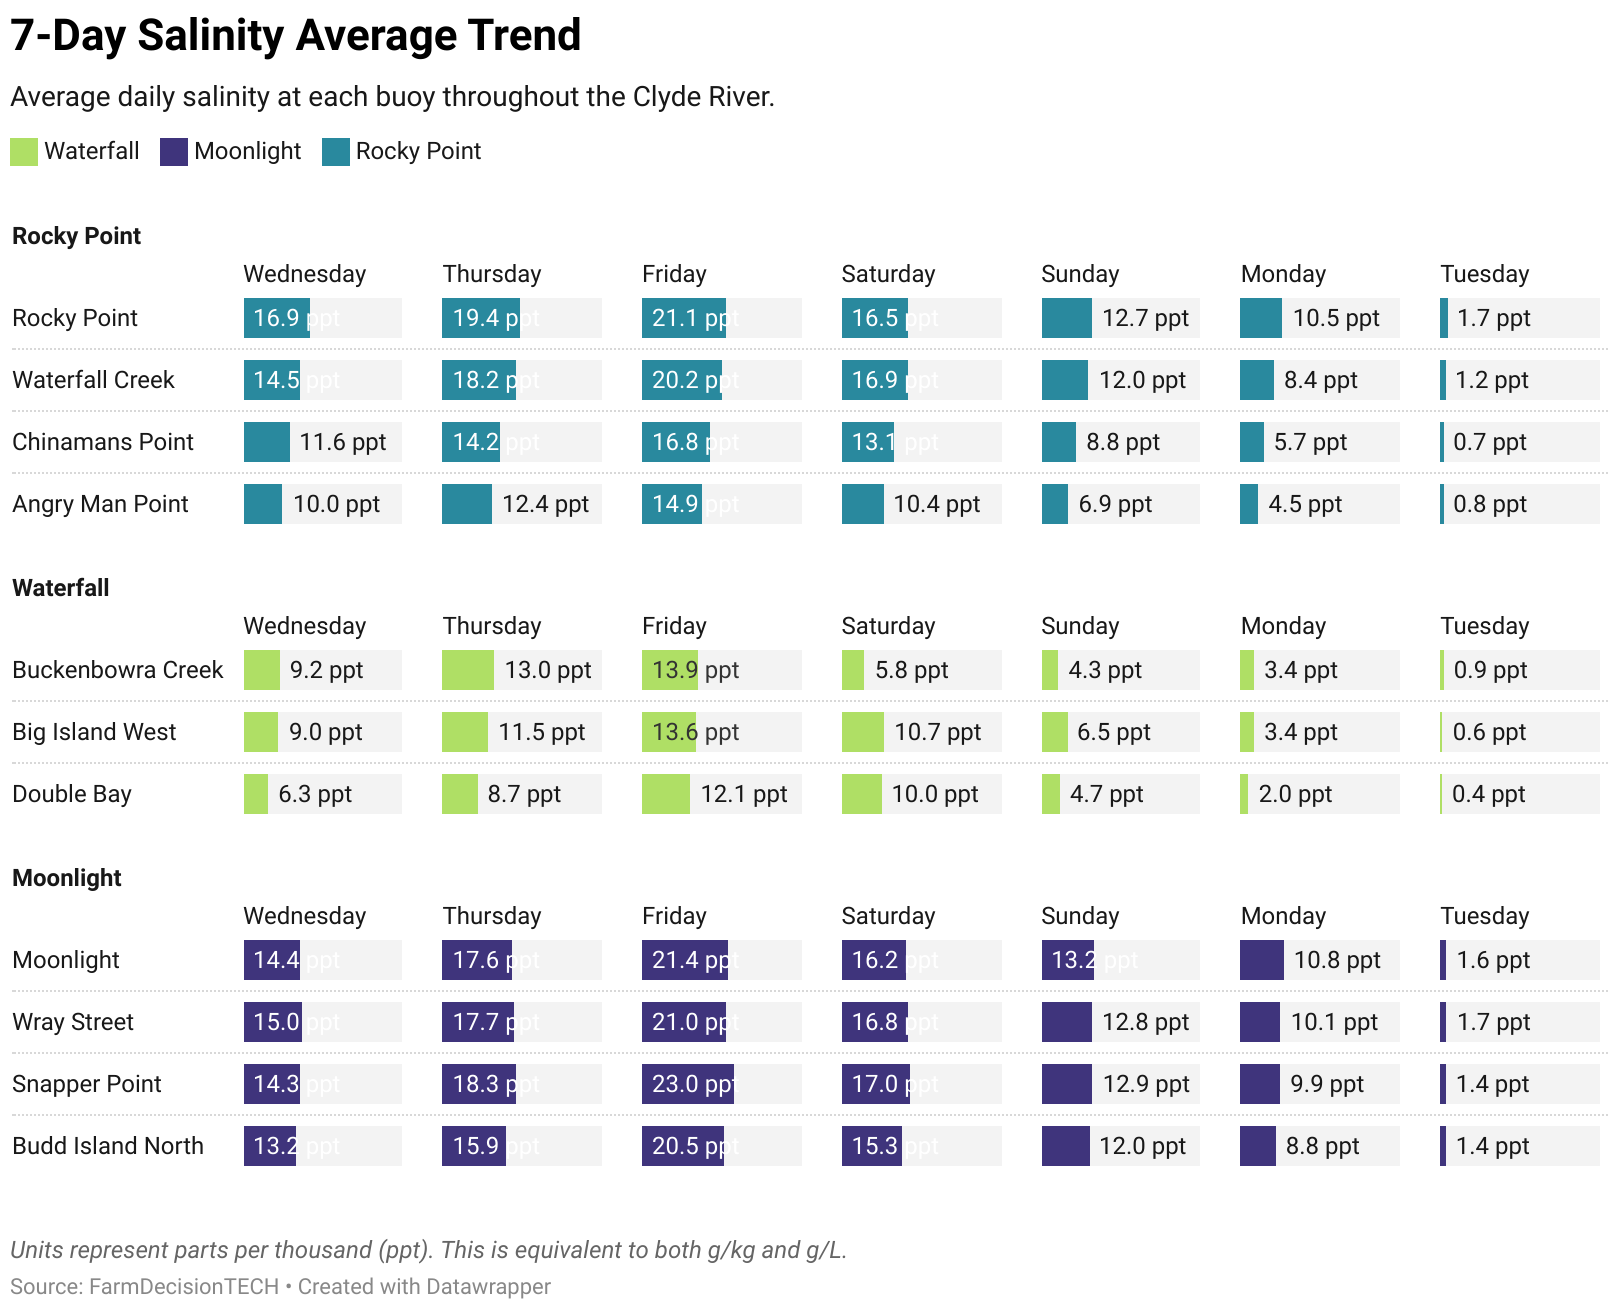 7-Day Salinity Average Trend
Average daily salinity at each buoy throughout the Clyde River.
Waterfall Moonlight Rocky Point
Rocky Point
Wednesday Thursday Friday Saturday Sunday Monday Tuesday
Rocky Point 16.9 ppt 19.4 ppt 21.1 ppt 16.5 ppt 12.7 ppt 10.5 ppt 1.7 ppt
Waterfall Creek 14.5 ppt 18.2 ppt 20.2 ppt 16.9 ppt 12.0 ppt 8.4 ppt 1.2 ppt
Chinamans Point 11.6 ppt 14.2 ppt 16.8 ppt 13.1 ppt 8.8 ppt 5.7 ppt 0.7 ppt
Angry Man Point 10.0 ppt 12.4 ppt 14.9 ppt 10.4 ppt 6.9 ppt 4.5 ppt 0.8 ppt
Waterfall
Wednesday Thursday Friday Saturday Sunday Monday Tuesday
Buckenbowra Creek 9.2 ppt 13.0 ppt 13.9 ppt 5.8 ppt 4.3 ppt 3.4 ppt 0.9 ppt
Big Island West 9.0 ppt 11.5 ppt 13.6 ppt 10.7 ppt 6.5 ppt 3.4 ppt 0.6 ppt
Double Bay 6.3 ppt 8.7 ppt 12.1 ppt 10.0 ppt 4.7 ppt 2.0 ppt 0.4 ppt
Moonlight
Wednesday Thursday Friday Saturday Sunday Monday Tuesday
Moonlight 14.4 ppt 17.6 ppt 21.4 ppt 16.2 ppt 13.2 ppt 10.8 ppt 1.6 ppt
Wray Street 15.0 ppt 17.7 ppt 21.0 ppt 16.8 ppt 12.8 ppt 10.1 ppt 1.7 ppt
Snapper Point 14.3 ppt 18.3 ppt 23.0 ppt 17.0 ppt 12.9 ppt 9.9 ppt 1.4 ppt
Budd Island North 13.2 ppt 15.9 ppt 20.5 ppt 15.3 ppt 12.0 ppt 8.8 ppt 1.4 ppt
Units represent parts per thousand (ppt). This is equivalent to both g/kg and g/L.
Source: FarmDecisionTECH • Created with Datawrapper